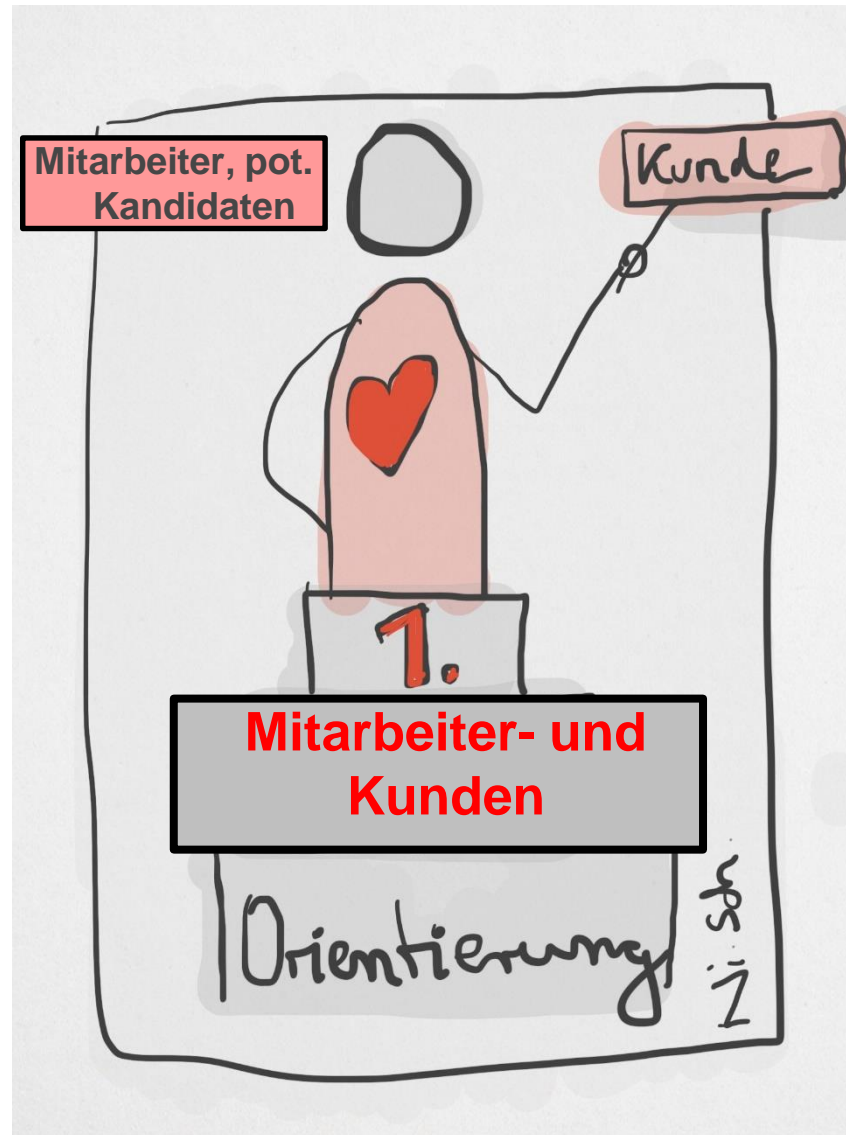 Mitarbeiter, pot.
Kandidaten
Kunde
1.
Mitarbeiter- und
Kunden
Orientierung